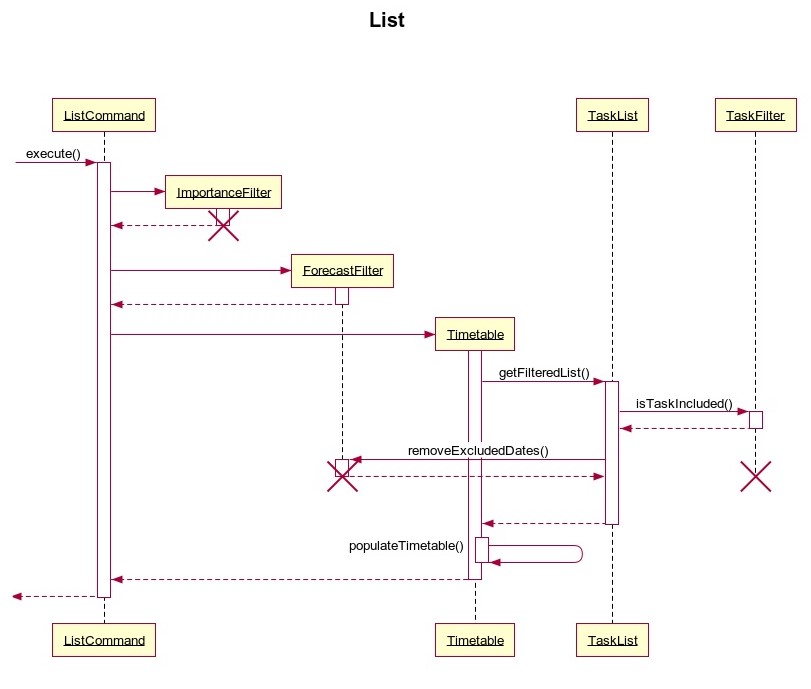 List
ListCommand
TaskList
TaskFilter
execute()
ImportanceFilter
ForecastFilter
Timetable
getFilteredList()
isTaskIncluded()
removeExcludedDates()
populateTimetable()
ListCommand
Timetable
TaskList